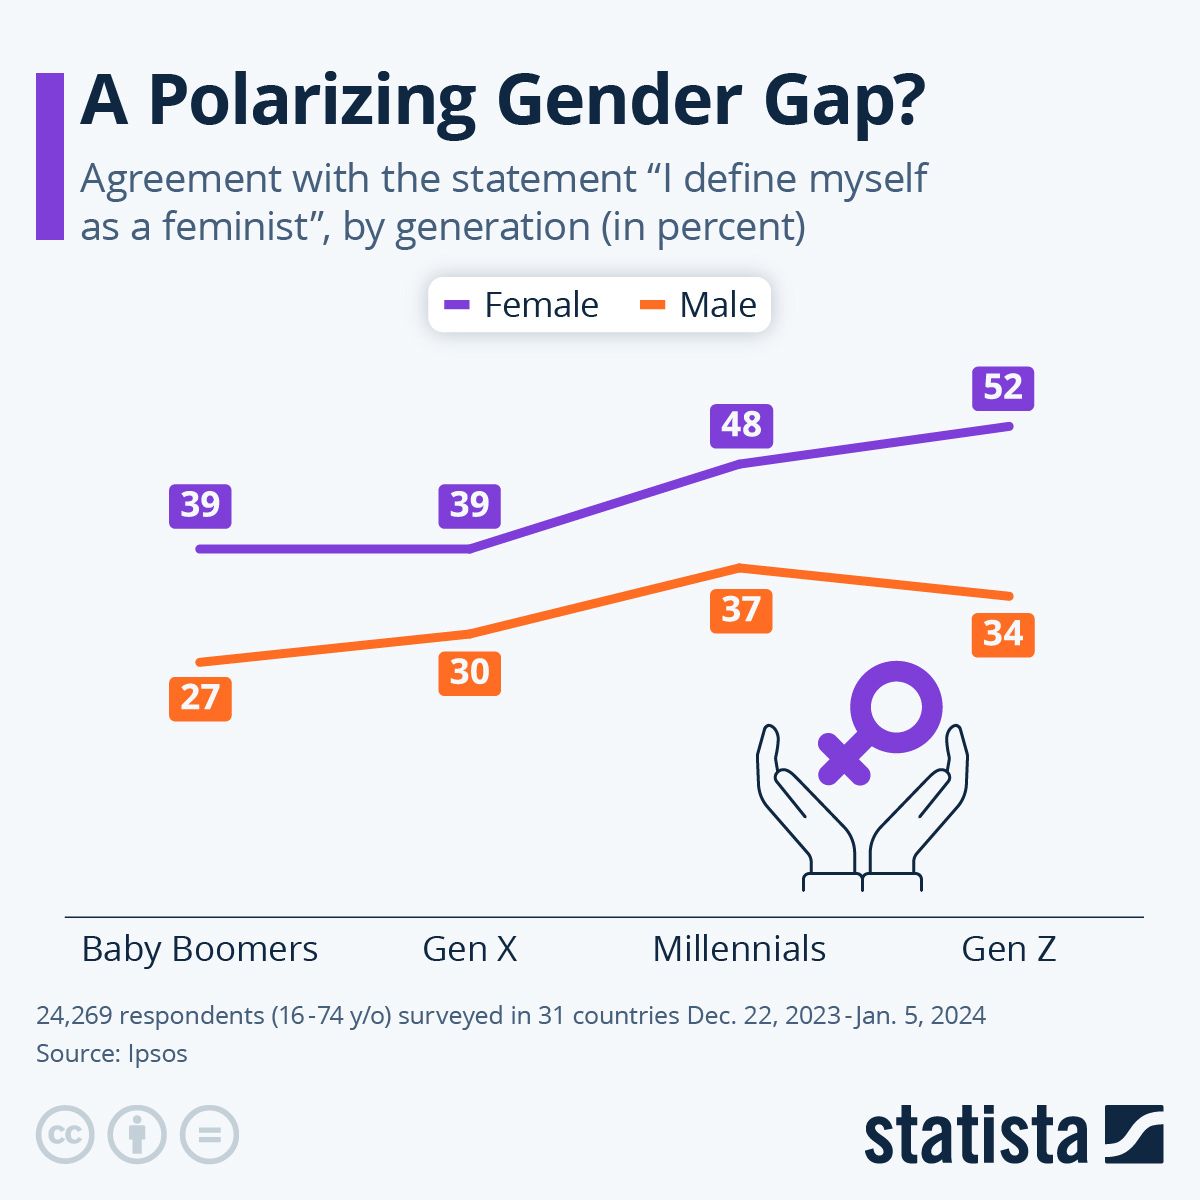 A Polarizing Gender Gap?
Agreement with the statement “I define myself
as a feminist”, by generation (in percent)
Female Male
52
48
39 39
37
34
30
27
Baby Boomers Gen X Millennials Gen Z
24,269 respondents (16-74 y/o) surveyed in 31 countries Dec. 22, 2023-Jan. 5, 2024
Source: Ipsos
cc
statista